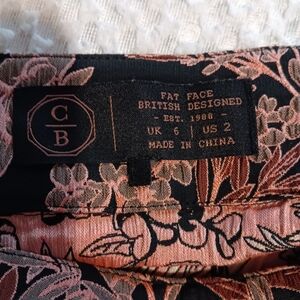 C
B
FAT FACE
BRITISH DESIGNED
- EST. 1988 -
UK 6 | US 2
MADE IN CHINA